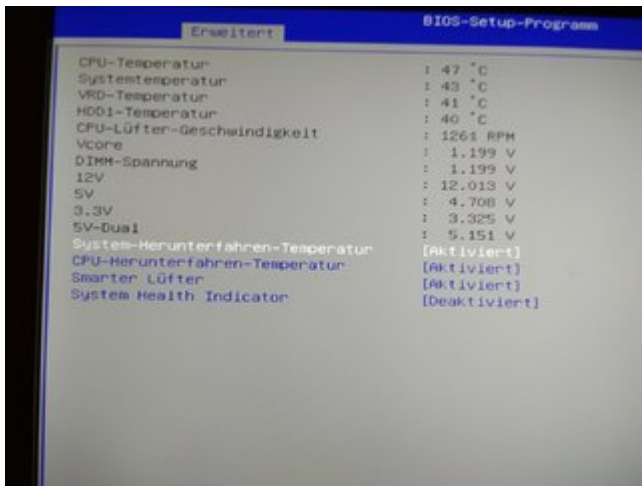 BIOS-Setup-Programm
Erweitert
CPU-Temperatur : 47 °C
Systemtemperatur : 43 °C
VRD-Temperatur : 41 °C
HDD1-Temperatur : 40 °C
CPU-Lüfter-Geschwindigkeit : 1261 RPM
Vcore : 1.199 V
DIMM-Spannung : 1.199 V
12V : 12.013 V
5V : 4.708 V
3.3V : 3.325 V
5V-Dual : 5.151 V
System-Herunterfahren-Temperatur [Aktiviert]
CPU-Herunterfahren-Temperatur [Aktiviert]
Smarter Lüfter [Aktiviert]
System Health Indicator [Deaktiviert]